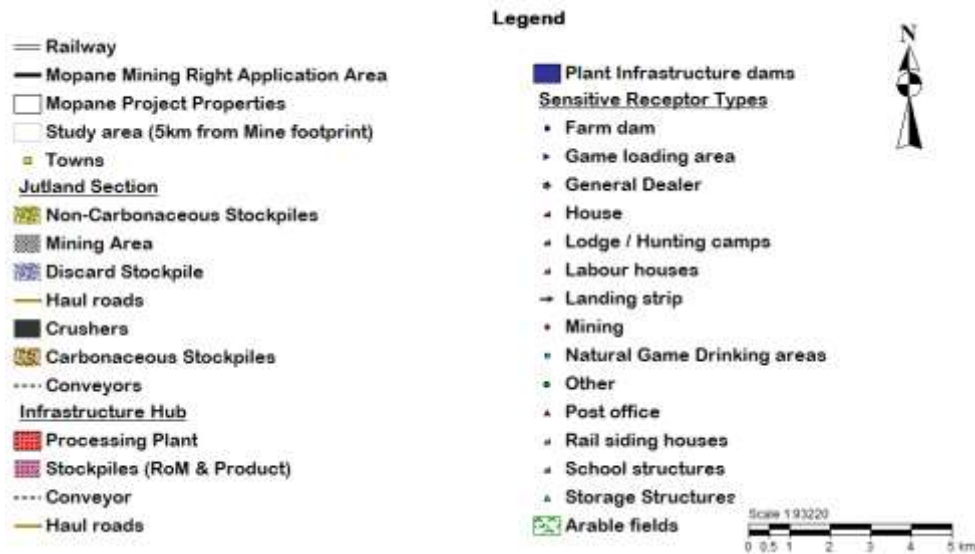 Legend
N
Railway
Mopane Mining Right Application Area
Mopane Project Properties
Study area (5km from Mine footprint)
Towns
Jutland Section
Non-Carbonaceous Stockpiles
Mining Area
Discard Stockpile
Haul roads
Crushers
Carbonaceous Stockpiles
Conveyors
Infrastructure Hub
Processing Plant
Stockpiles (RoM & Product)
Conveyor
Haul roads
Plant Infrastructure dams
Sensitive Receptor Types
Farm dam
Game loading area
General Dealer
House
Lodge / Hunting camps
Labour houses
Landing strip
Mining
Natural Game Drinking areas
Other
Post office
Rail siding houses
School structures
Storage Structures
Arable fields
Scale 1:93220
0 0.5 1 2 3 4 5 km